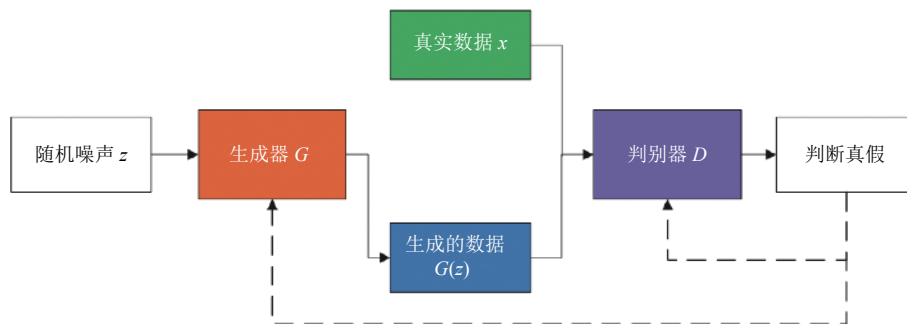 真实数据 x
随机噪声 z
生成器 G
判别器 D
判断真假
生成的数据
G(z)